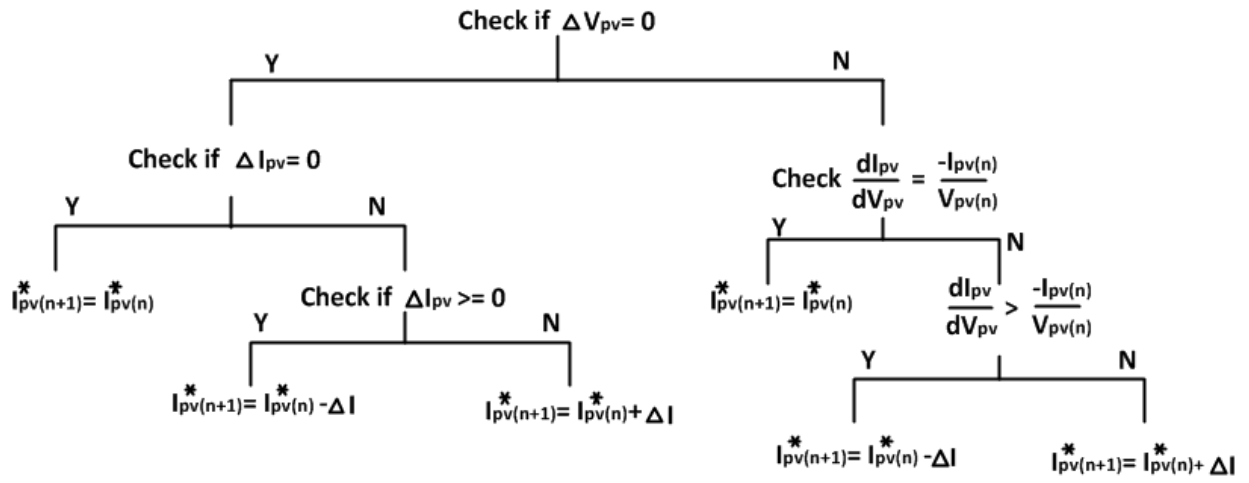 Check if ΔVpv= 0
Y
N
Check if ΔIpv= 0
Check dIpv/dVpv = -Ipv(n)/Vpv(n)
Y
N
Y
N
I*pv(n+1)= I*pv(n)
Check if ΔIpv >= 0
I*pv(n+1)= I*pv(n)
dIpv/dVpv > -Ipv(n)/Vpv(n)
Y
N
Y
N
I*pv(n+1)= I*pv(n) -ΔI
I*pv(n+1)= I*pv(n)+ ΔI
I*pv(n+1)= I*pv(n) -ΔI
I*pv(n+1)= I*pv(n)+ ΔI